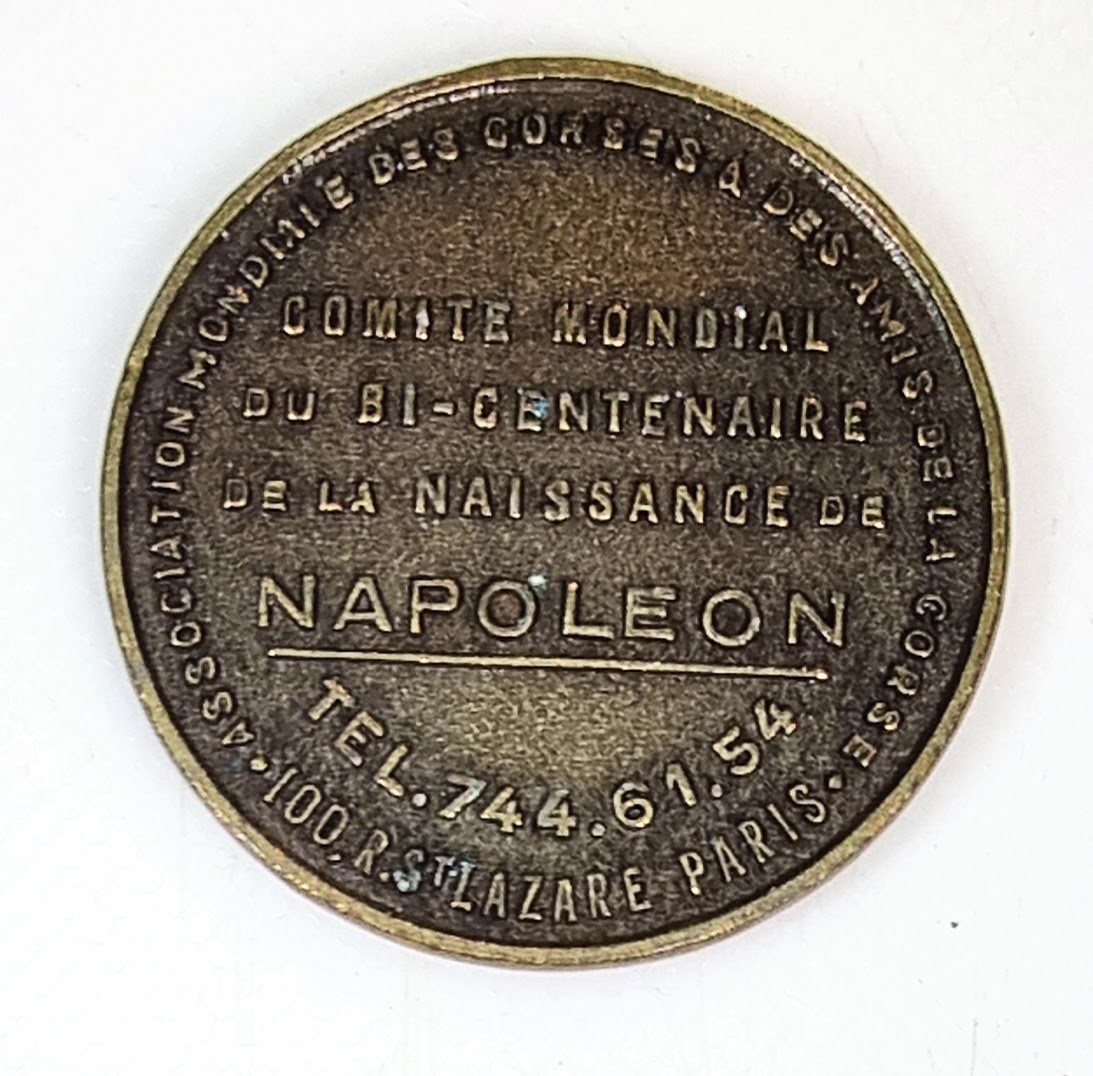 ASSOCIATION MONDIALE DES CORSES & DES AMIS DE LA CORSE
COMITE MONDIAL
DU BI-CENTENAIRE
DE LA NAISSANCE DE
NAPOLEON
TEL. 744.61.54
• 100, R. ST LAZARE PARIS •